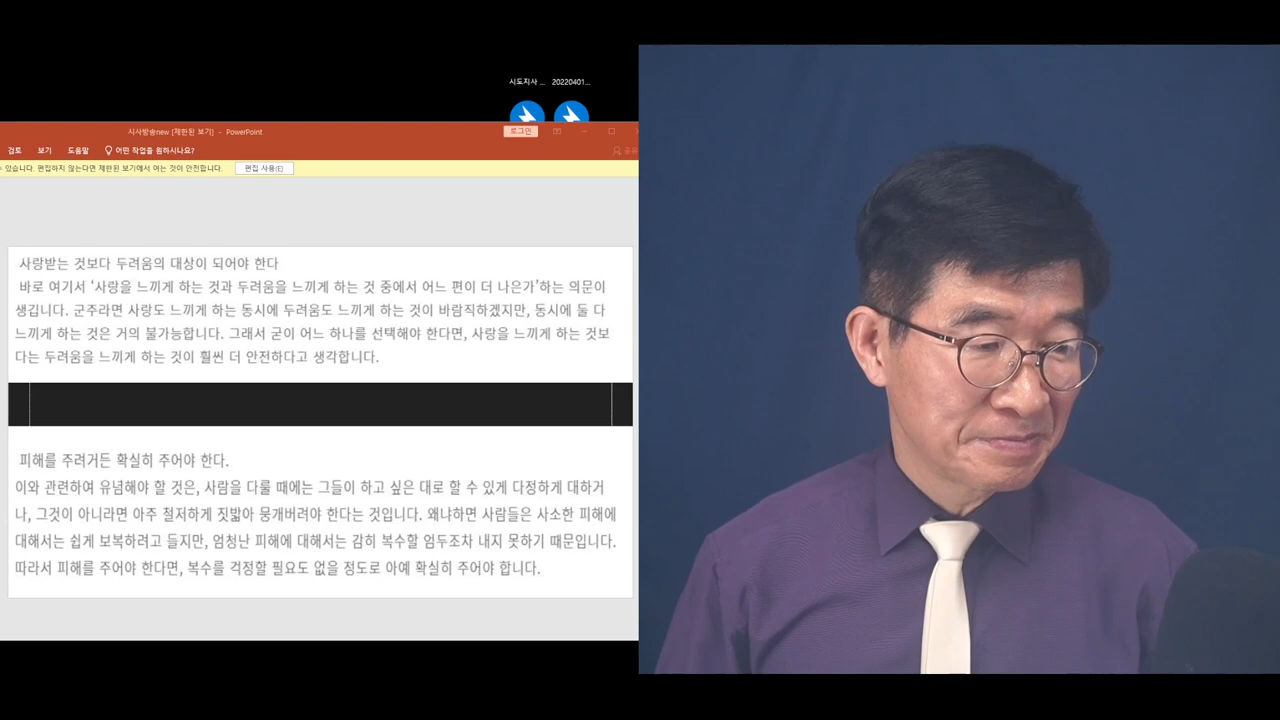 시도지사 ... 20220401...
시사방송new [제한된 보기] - PowerPoint 로그인
검토 보기 도움말 어떤 작업을 원하시나요? 공유
있습니다. 편집하지 않는다면 제한된 보기에서 여는 것이 안전합니다. 편집 사용(E)
사랑받는 것보다 두려움의 대상이 되어야 한다
바로 여기서 ‘사랑을 느끼게 하는 것과 두려움을 느끼게 하는 것 중에서 어느 편이 더 나은가’하는 의문이
생깁니다. 군주라면 사랑도 느끼게 하는 동시에 두려움도 느끼게 하는 것이 바람직하겠지만, 동시에 둘 다
느끼게 하는 것은 거의 불가능합니다. 그래서 굳이 어느 하나를 선택해야 한다면, 사랑을 느끼게 하는 것보
다는 두려움을 느끼게 하는 것이 훨씬 더 안전하다고 생각합니다.
피해를 주려거든 확실히 주어야 한다.
이와 관련하여 유념해야 할 것은, 사람을 다룰 때에는 그들이 하고 싶은 대로 할 수 있게 다정하게 대하거
나, 그것이 아니라면 아주 철저하게 짓밟아 뭉개버려야 한다는 것입니다. 왜냐하면 사람들은 사소한 피해에
대해서는 쉽게 보복하려고 들지만, 엄청난 피해에 대해서는 감히 복수할 엄두조차 내지 못하기 때문입니다.
따라서 피해를 주어야 한다면, 복수를 걱정할 필요도 없을 정도로 아예 확실히 주어야 합니다.